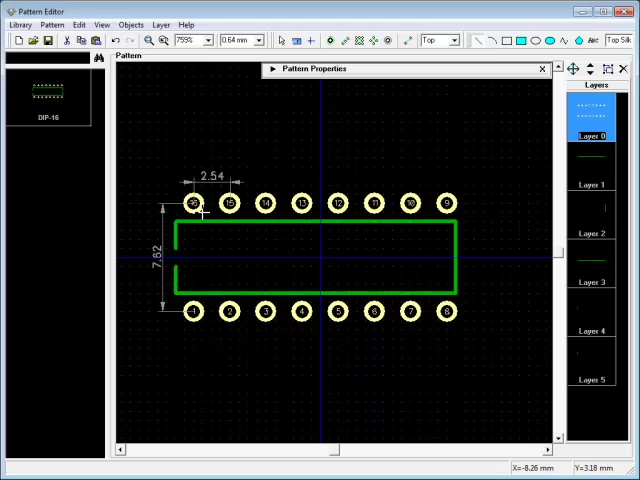 Pattern Editor
Library Pattern Edit View Objects Layer Help
759% 0.64 mm Top ABC Top Silk
Pattern
Pattern Properties
DIP-16
Layers
Layer 0
Layer 1
Layer 2
Layer 3
Layer 4
Layer 5
2.54
16 15 14 13 12 11 10 9
7.62
1 2 3 4 5 6 7 8
X=-8.26 mm Y=3.18 mm